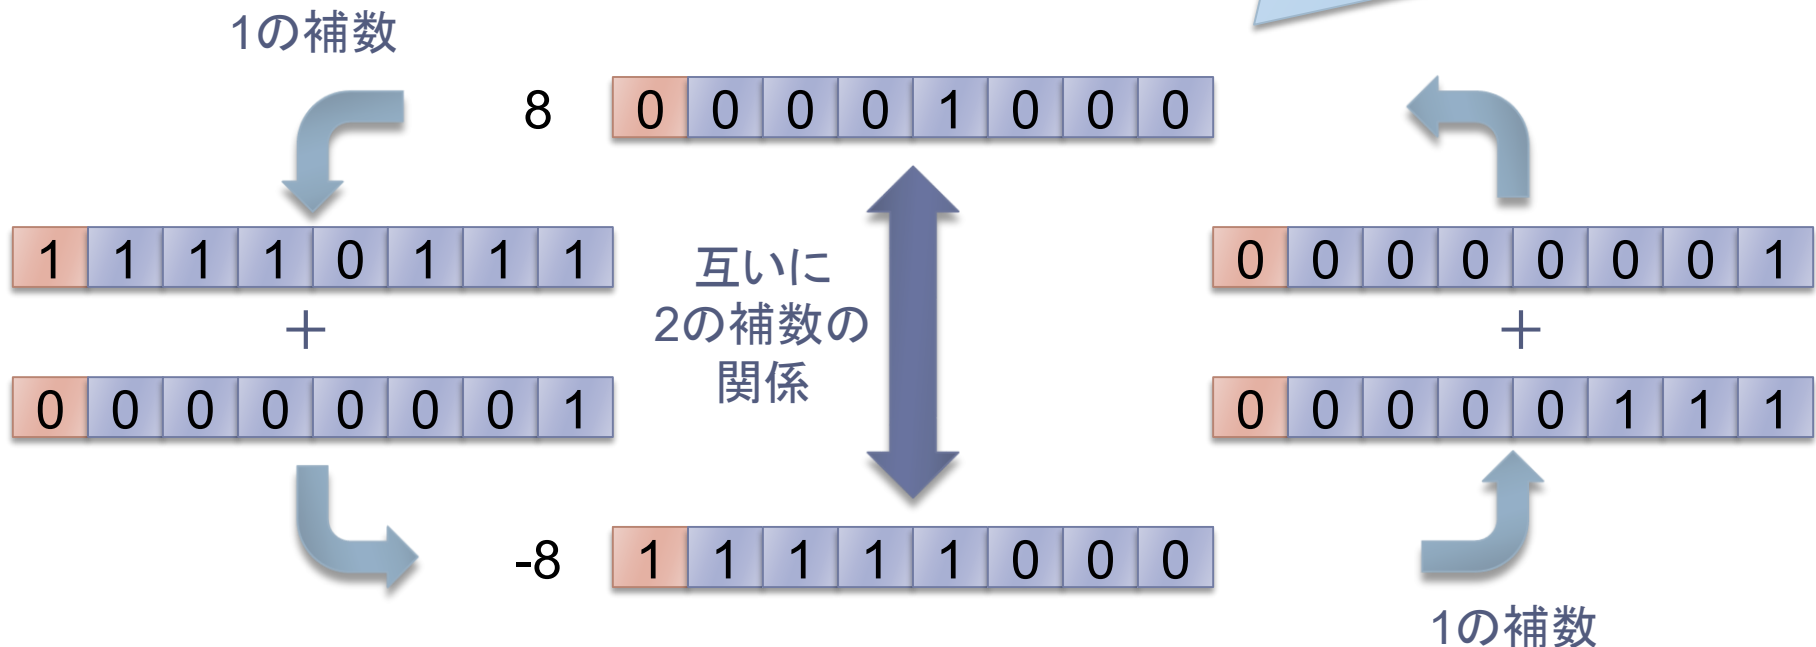 1の補数
8 0 0 0 0 1 0 0 0
1 1 1 1 0 1 1 1
+
0 0 0 0 0 0 0 1
互いに
2の補数の
関係
0 0 0 0 0 0 0 1
+
0 0 0 0 0 1 1 1
-8 1 1 1 1 1 0 0 0
1の補数